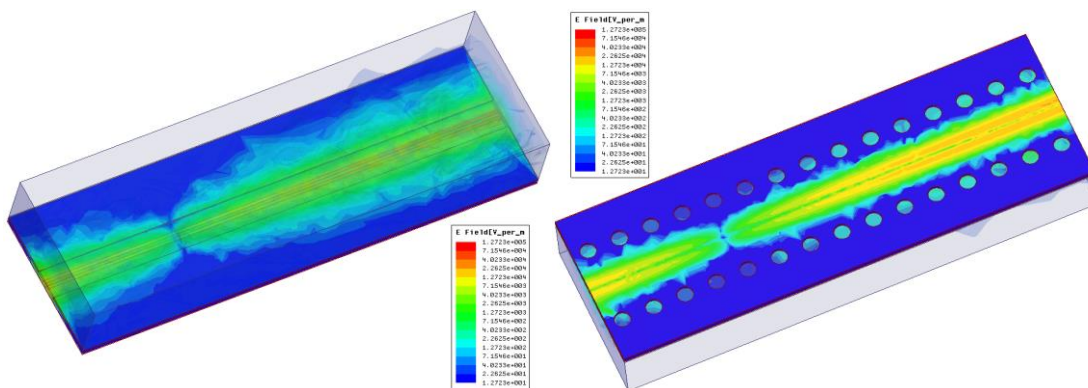 E Field[V_per_m
1.2723e+005
7.1546e+004
4.0233e+004
2.2625e+004
1.2723e+004
7.1546e+003
4.0233e+003
2.2625e+003
1.2723e+003
7.1546e+002
4.0233e+002
2.2625e+002
1.2723e+002
7.1546e+001
4.0233e+001
2.2625e+001
1.2723e+001
E Field[V_per_m
1.2723e+005
7.1546e+004
4.0233e+004
2.2625e+004
1.2723e+004
7.1546e+003
4.0233e+003
2.2625e+003
1.2723e+003
7.1546e+002
4.0233e+002
2.2625e+002
1.2723e+002
7.1546e+001
4.0233e+001
2.2625e+001
1.2723e+001